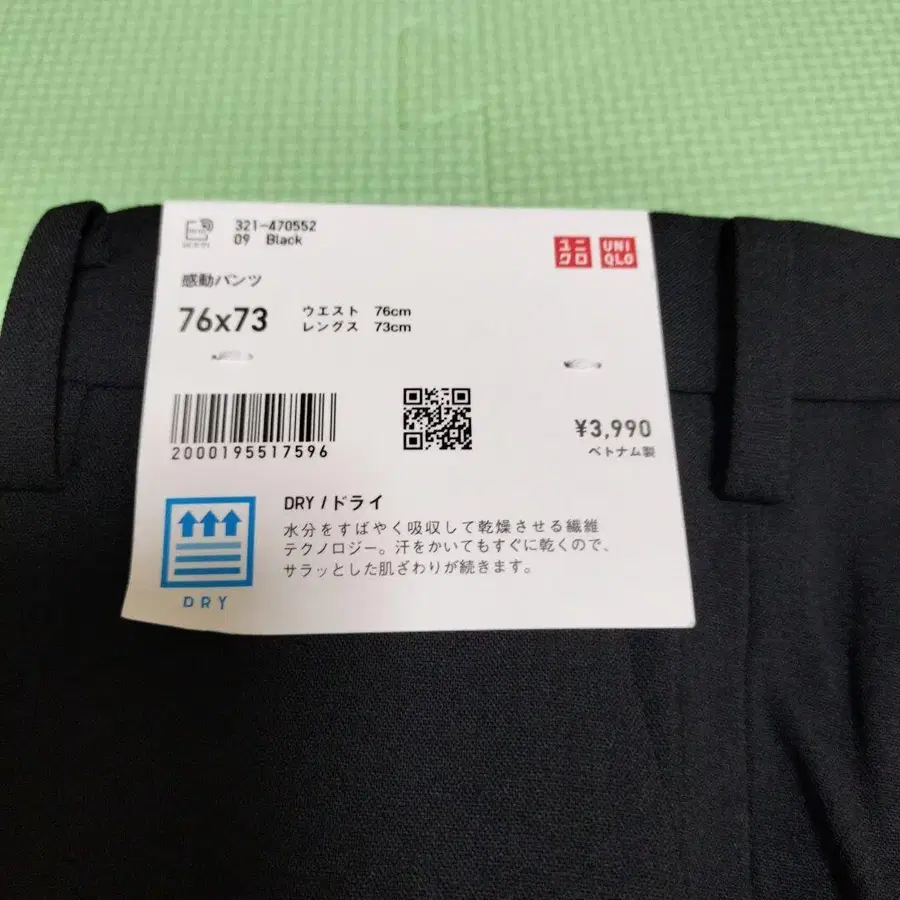 321-470552
09 Black
ユニ
クロ
UNI
QLO
感動パンツ
76x73
ウエスト 76cm
レングス 73cm
2000195517596
¥3,990
ベトナム製
DRY /ドライ
水分をすばやく吸収して乾燥させる繊維
テクノロジー。汗をかいてもすぐに乾くので、
サラッとした肌ざわりが続きます。
DRY